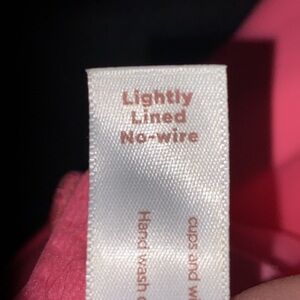 Lightly
Lined
No-wire
cups and w
Hand wash